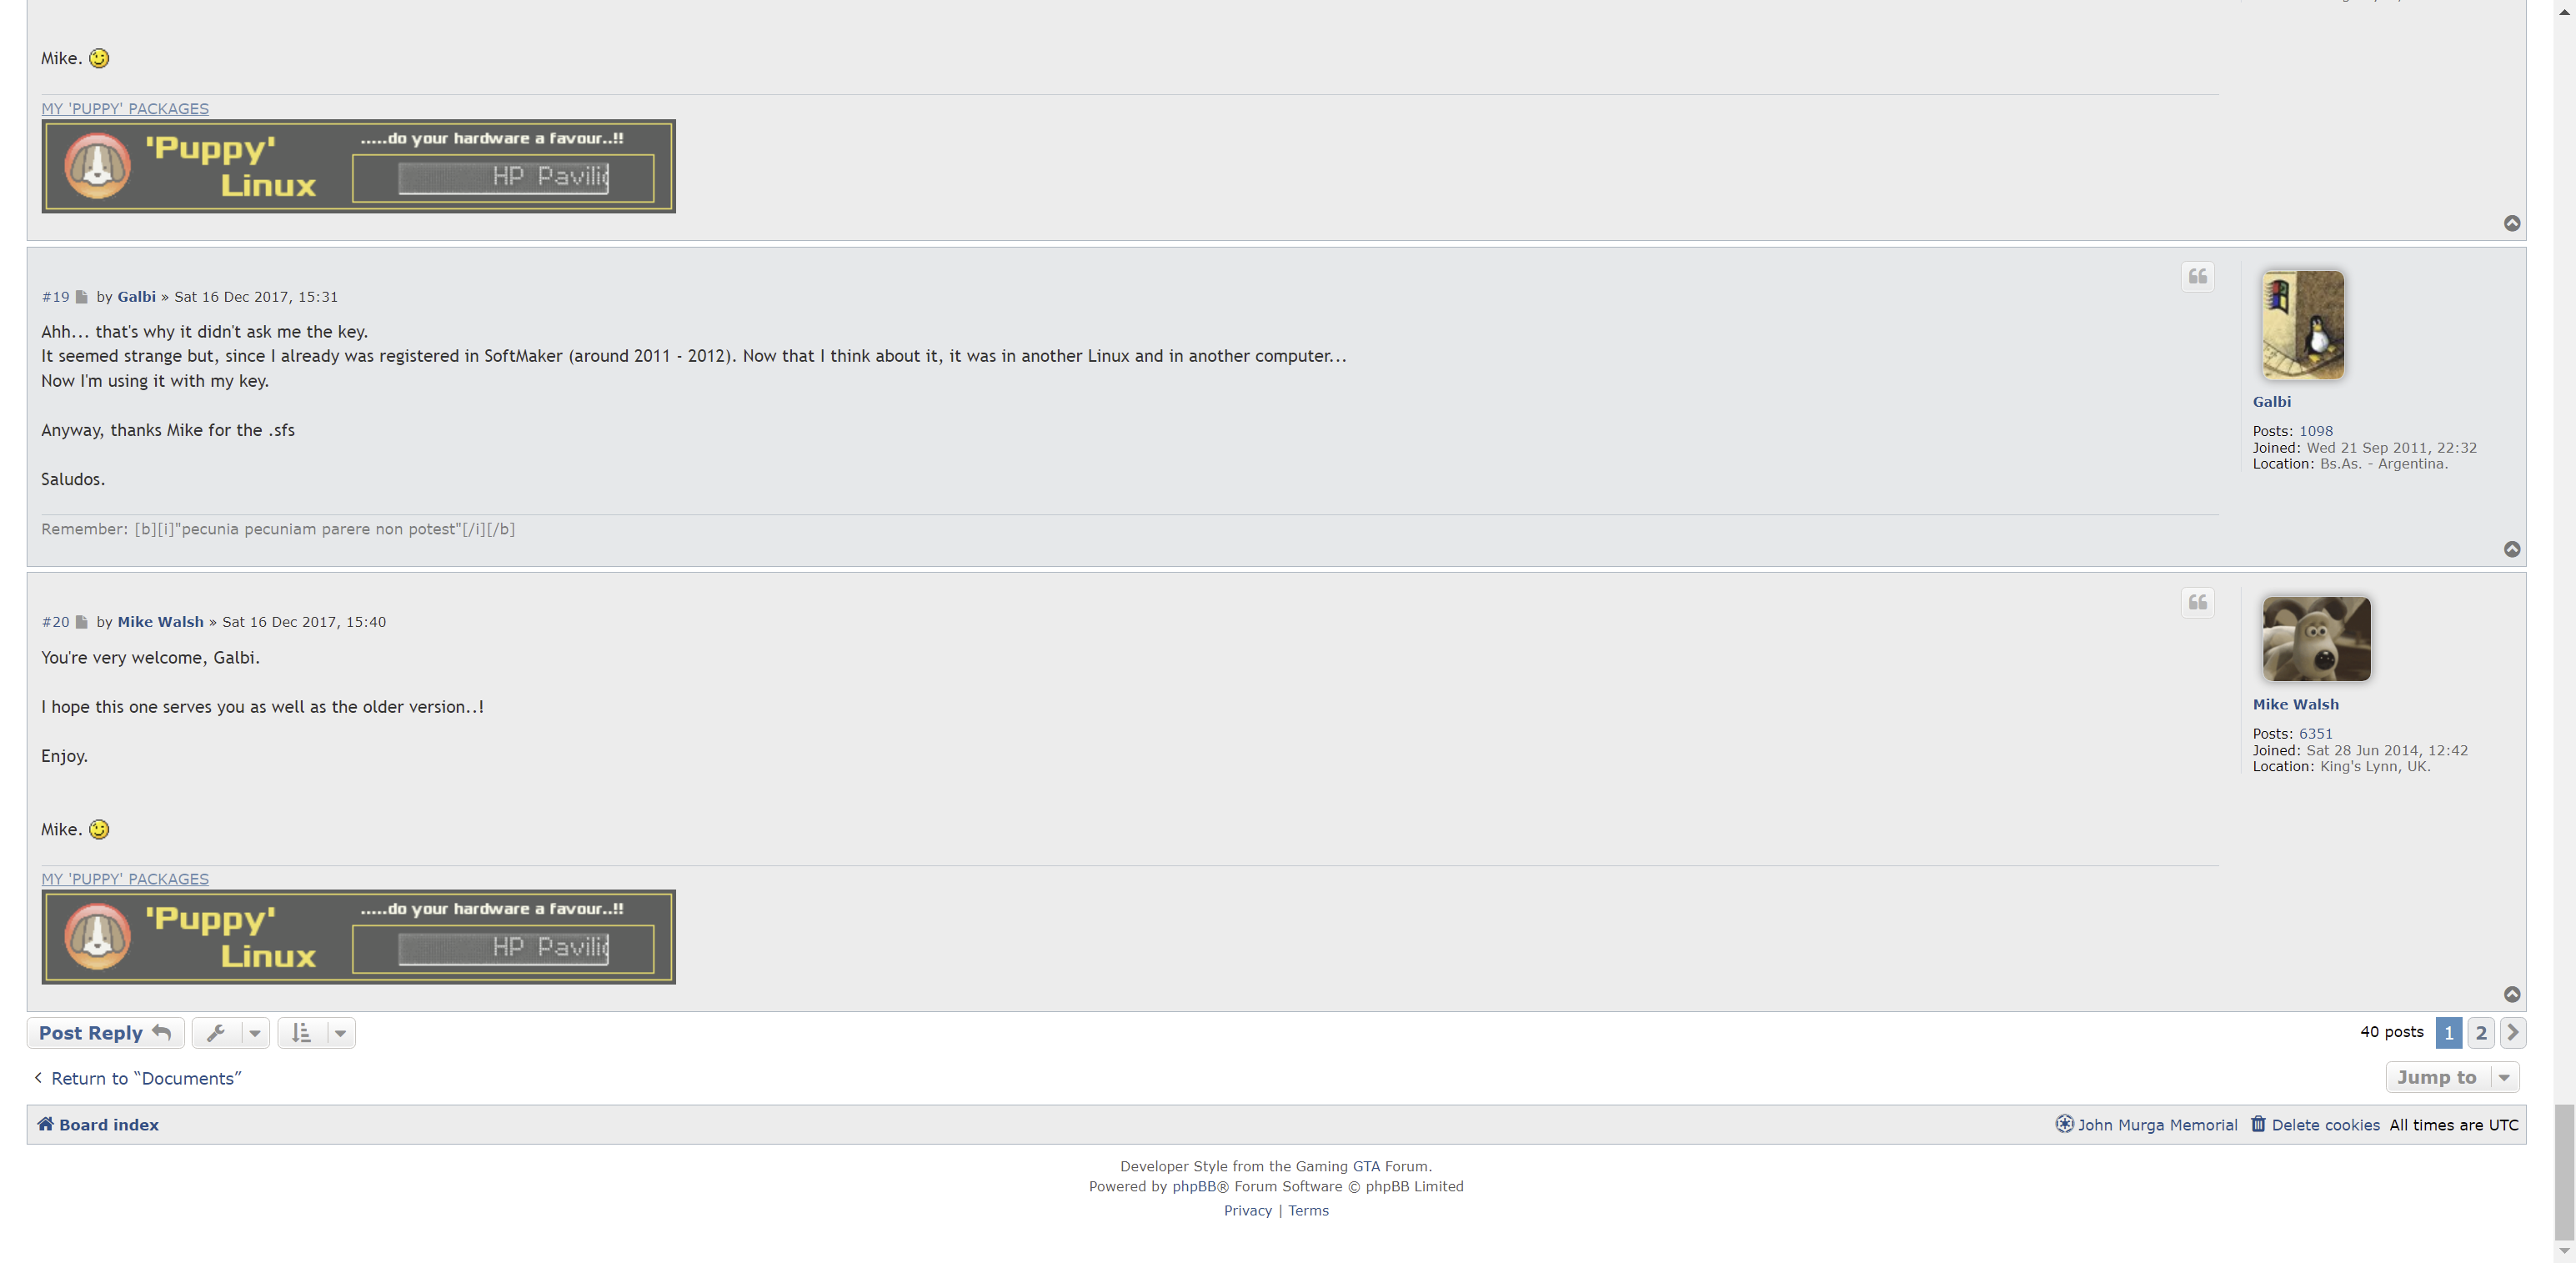 Mike.
MY 'PUPPY' PACKAGES
'Puppy' Linux
.....do your hardware a favour..!!
HP Pavili
#19 by Galbi » Sat 16 Dec 2017, 15:31
Ahh... that's why it didn't ask me the key.
It seemed strange but, since I already was registered in SoftMaker (around 2011 - 2012). Now that I think about it, it was in another Linux and in another computer...
Now I'm using it with my key.
Anyway, thanks Mike for the .sfs
Saludos.
Remember: [b][i]"pecunia pecuniam parere non potest"[/i][/b]
Galbi
Posts: 1098
Joined: Wed 21 Sep 2011, 22:32
Location: Bs.As. - Argentina.
#20 by Mike Walsh » Sat 16 Dec 2017, 15:40
You're very welcome, Galbi.
I hope this one serves you as well as the older version..!
Enjoy.
Mike.
MY 'PUPPY' PACKAGES
'Puppy' Linux
.....do your hardware a favour..!!
HP Pavili
Mike Walsh
Posts: 6351
Joined: Sat 28 Jun 2014, 12:42
Location: King's Lynn, UK.
Post Reply
40 posts 1 2
Return to “Documents”
Jump to
Board index
John Murga Memorial Delete cookies All times are UTC
Developer Style from the Gaming GTA Forum.
Powered by phpBB® Forum Software © phpBB Limited
Privacy | Terms